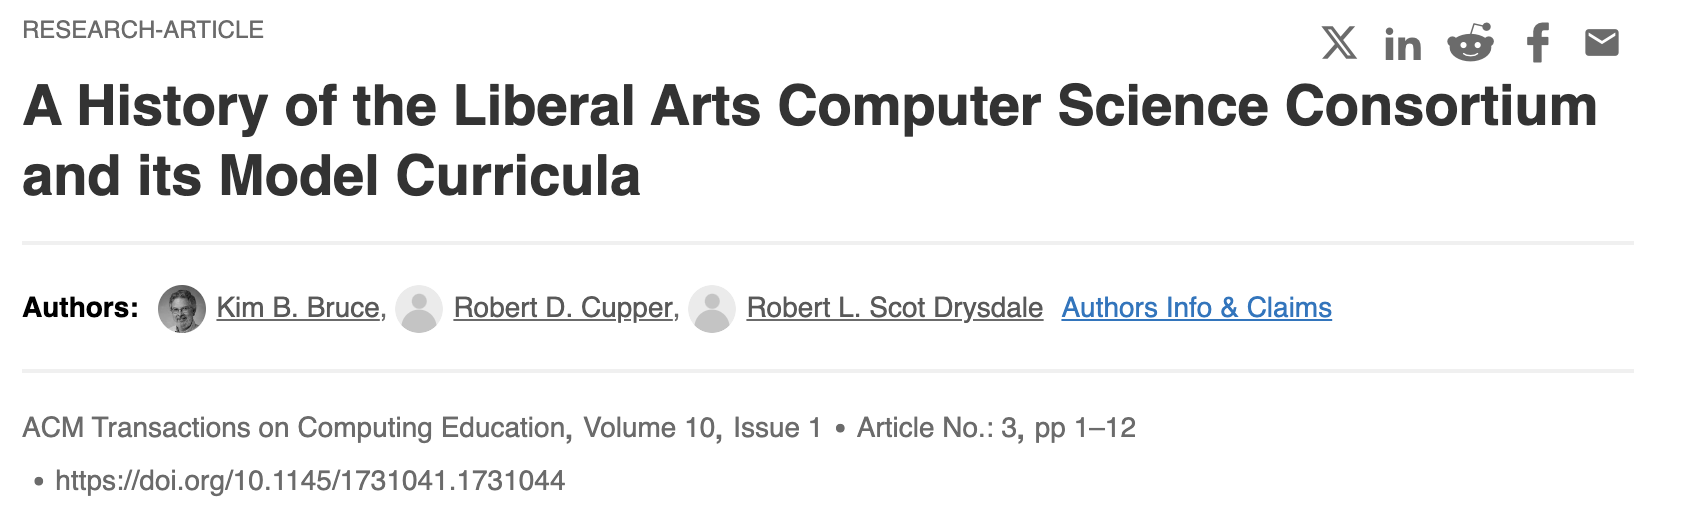 RESEARCH-ARTICLE
A History of the Liberal Arts Computer Science Consortium
and its Model Curricula
Authors: Kim B. Bruce, Robert D. Cupper, Robert L. Scot Drysdale Authors Info & Claims
ACM Transactions on Computing Education, Volume 10, Issue 1 • Article No.: 3, pp 1–12
• https://doi.org/10.1145/1731041.1731044